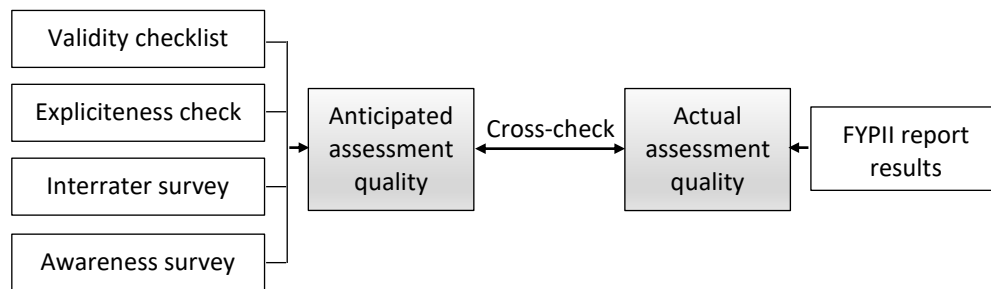 Validity checklist
Expliciteness check
Interrater survey
Awareness survey
Anticipated
assessment
quality
Cross-check
Actual
assessment
quality
FYPII report
results